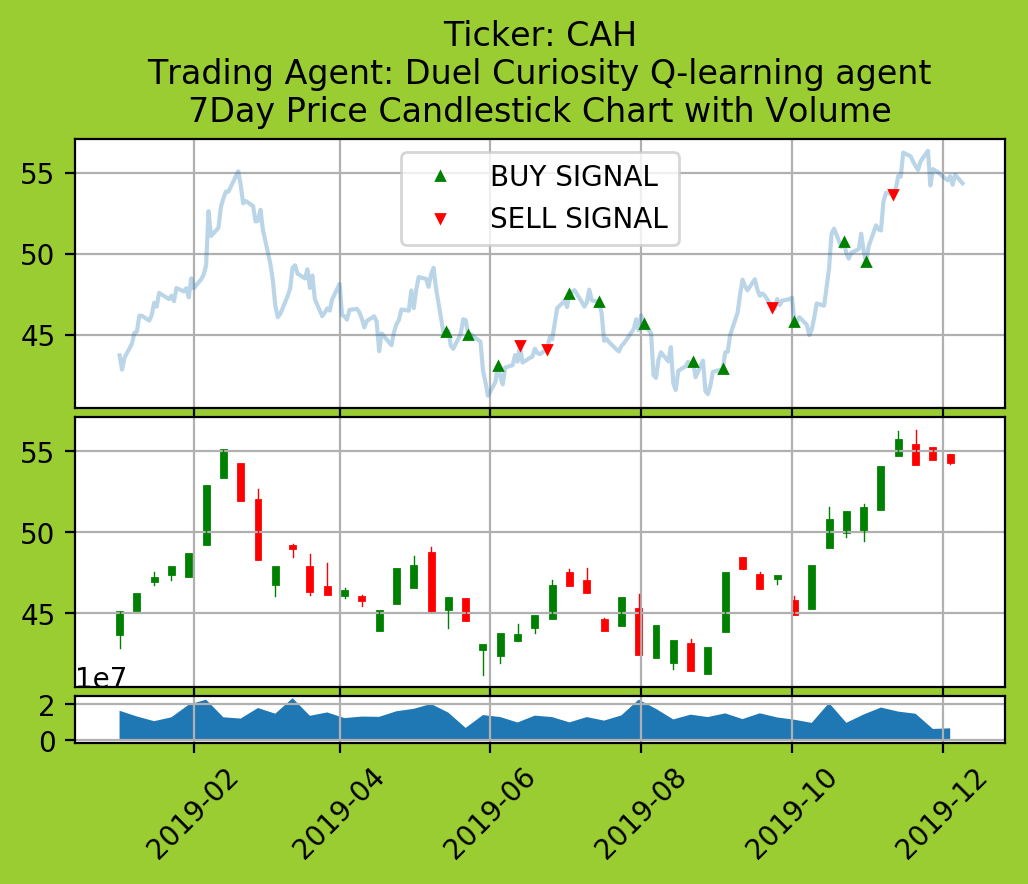 Ticker: CAH
Trading Agent: Duel Curiosity Q-learning agent
7Day Price Candlestick Chart with Volume
BUY SIGNAL
SELL SIGNAL
55
50
45
55
50
45
1e7
2
0
2019-02
2019-04
2019-06
2019-08
2019-10
2019-12